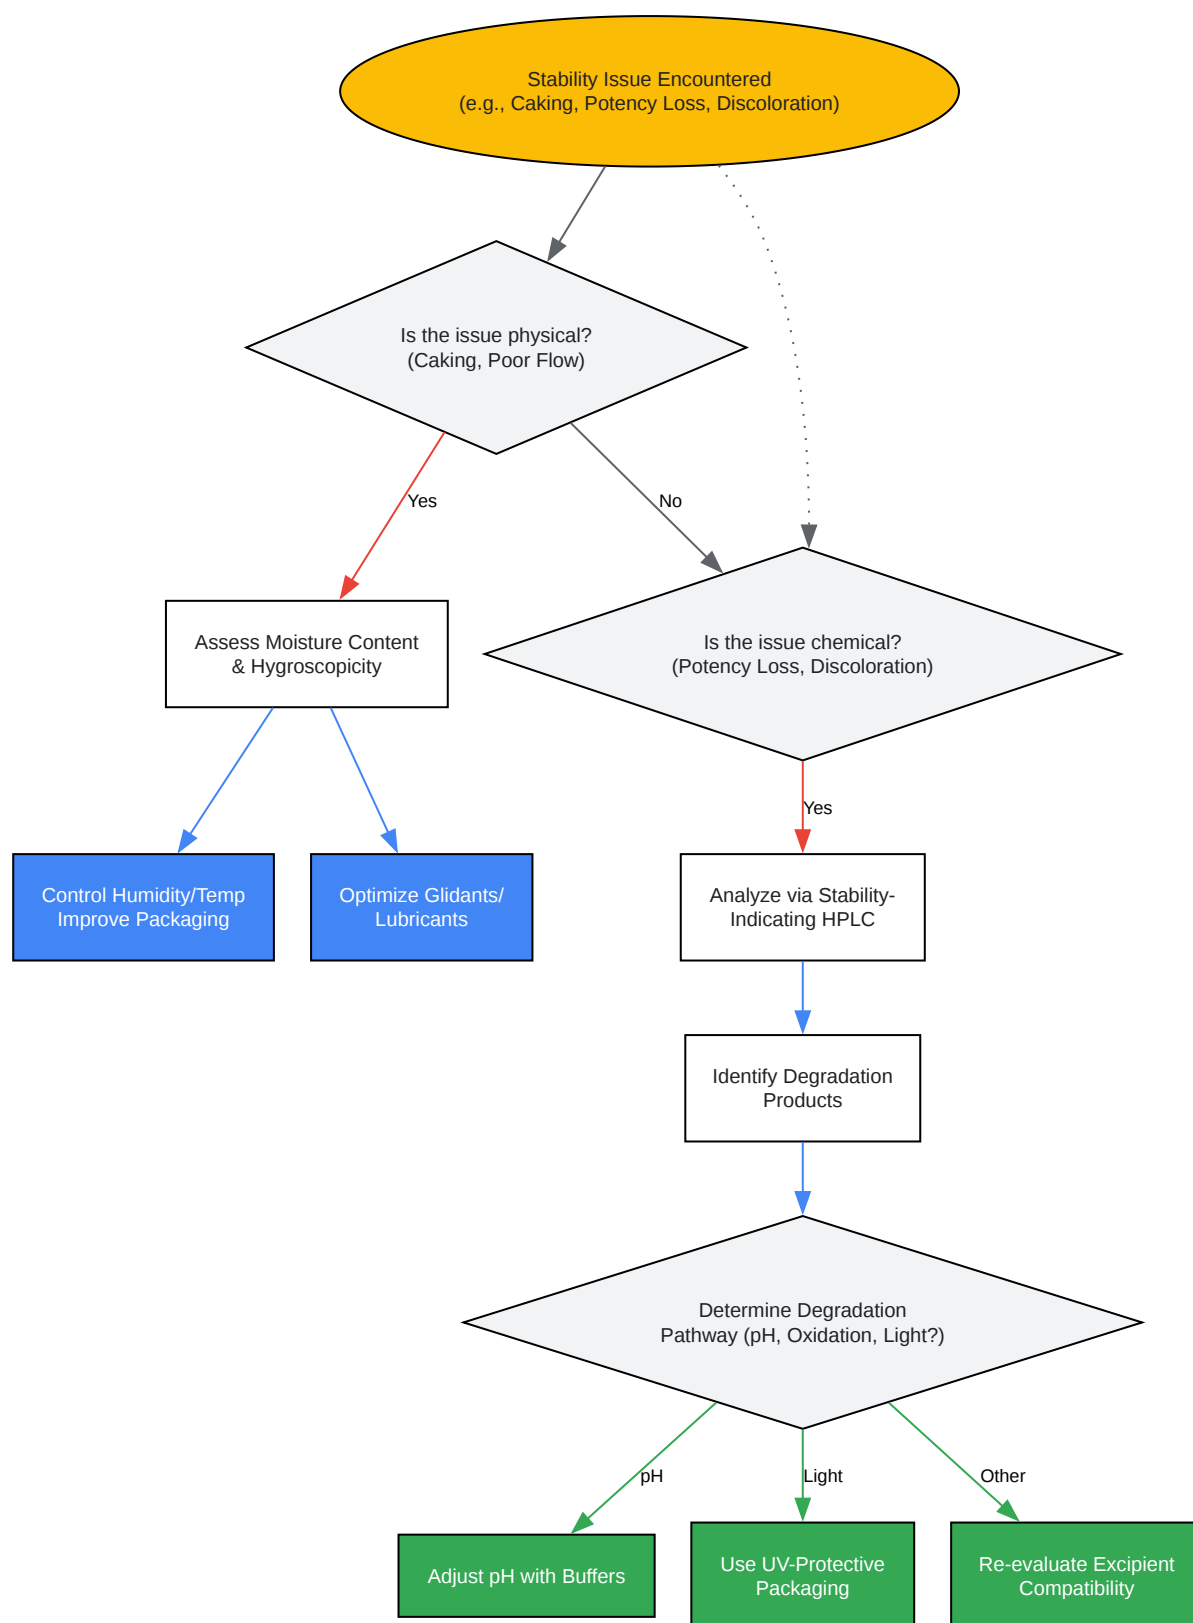 Stability Issue Encountered
(e.g., Caking, Potency Loss, Discoloration)
Is the issue physical?
(Caking, Poor Flow)
Yes
No
Assess Moisture Content
& Hygroscopicity
Is the issue chemical?
(Potency Loss, Discoloration)
Yes
Control Humidity/Temp
Improve Packaging
Optimize Glidants/
Lubricants
Analyze via Stability-
Indicating HPLC
Identify Degradation
Products
Determine Degradation
Pathway (pH, Oxidation, Light?)
pH
Light
Other
Adjust pH with Buffers
Use UV-Protective
Packaging
Re-evaluate Excipient
Compatibility